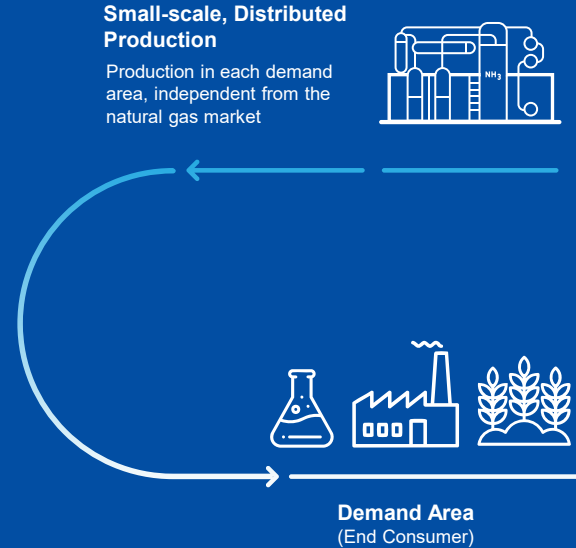 Small-scale, Distributed
Production
Production in each demand
area, independent from the
natural gas market
NH₃
Demand Area
(End Consumer)